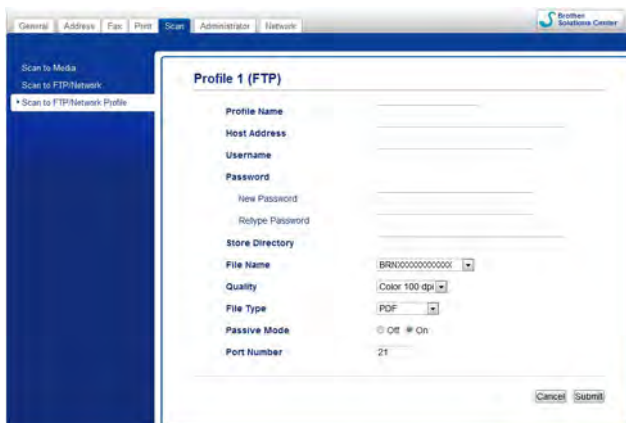 General Address Fax Print Scan Administrator Network
Brother
Solutions Center
Scan to Media
Scan to FTP/Network
Scan to FTP/Network Profile
Profile 1 (FTP)
Profile Name
Host Address
Username
Password
New Password
Retype Password
Store Directory
File Name BRNXXXXXXXXXXXX
Quality Color 100 dpi
File Type PDF
Passive Mode Off On
Port Number 21
Cancel Submit